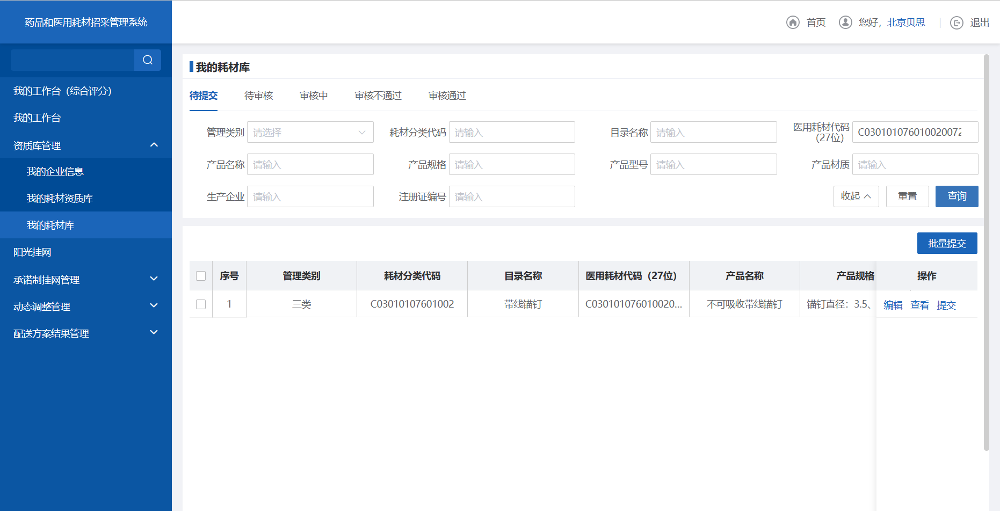 药品和医用耗材招采管理系统
首页
您好，北京贝思
退出
我的工作台（综合评分）
我的工作台
资质库管理
我的企业信息
我的耗材资质库
我的耗材库
阳光挂网
承诺制挂网管理
动态调整管理
配送方案结果管理
我的耗材库
待提交 待审核 审核中 审核不通过 审核通过
管理类别 请选择 耗材分类代码 请输入 目录名称 请输入 医用耗材代码（27位） C030101076010020072
产品名称 请输入 产品规格 请输入 产品型号 请输入 产品材质 请输入
生产企业 请输入 注册证编号 请输入 收起 重置 查询
批量提交
序号 管理类别 耗材分类代码 目录名称 医用耗材代码（27位） 产品名称 产品规格 操作
1 三类 C03010107601002 带线锚钉 C030101076010020... 不可吸收带线锚钉 锚钉直径：3.5、 编辑 查看 提交